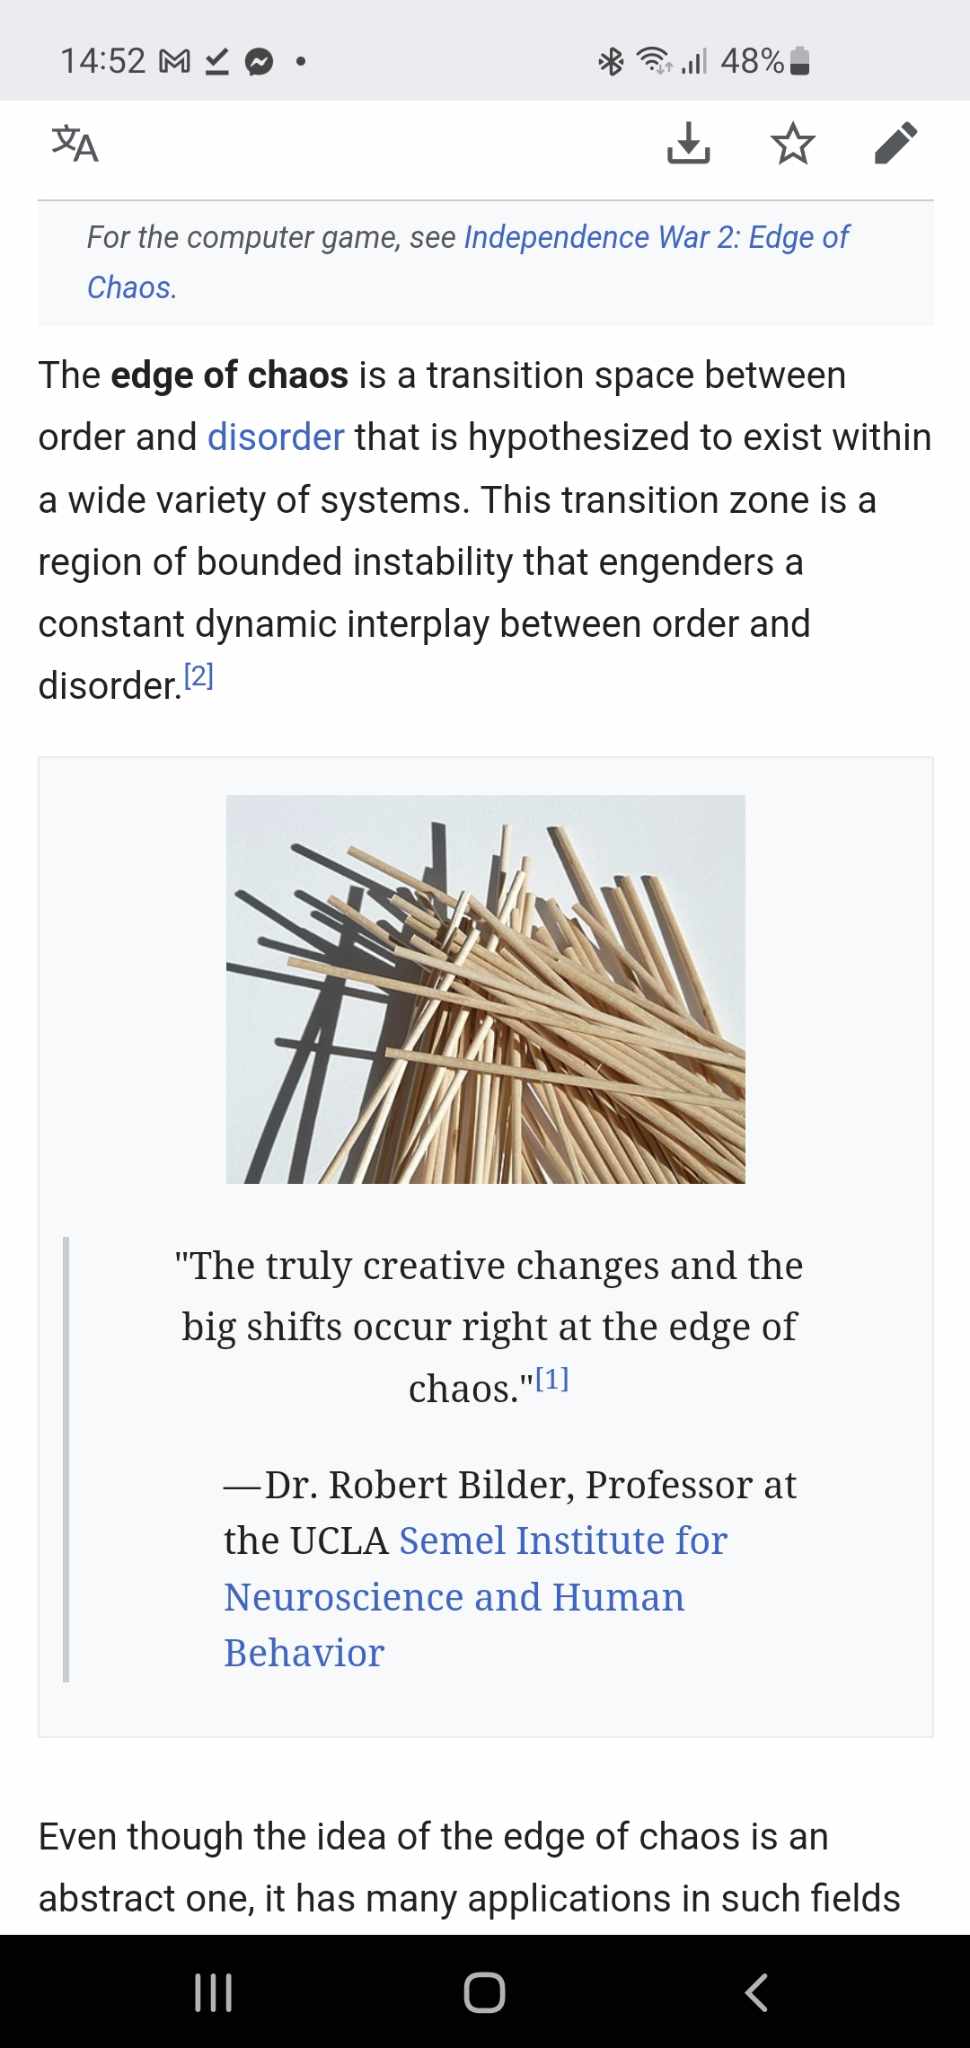 14:52
48%
文A
For the computer game, see Independence War 2: Edge of
Chaos.
The edge of chaos is a transition space between
order and disorder that is hypothesized to exist within
a wide variety of systems. This transition zone is a
region of bounded instability that engenders a
constant dynamic interplay between order and
disorder.[2]
"The truly creative changes and the
big shifts occur right at the edge of
chaos."[1]
—Dr. Robert Bilder, Professor at
the UCLA Semel Institute for
Neuroscience and Human
Behavior
Even though the idea of the edge of chaos is an
abstract one, it has many applications in such fields